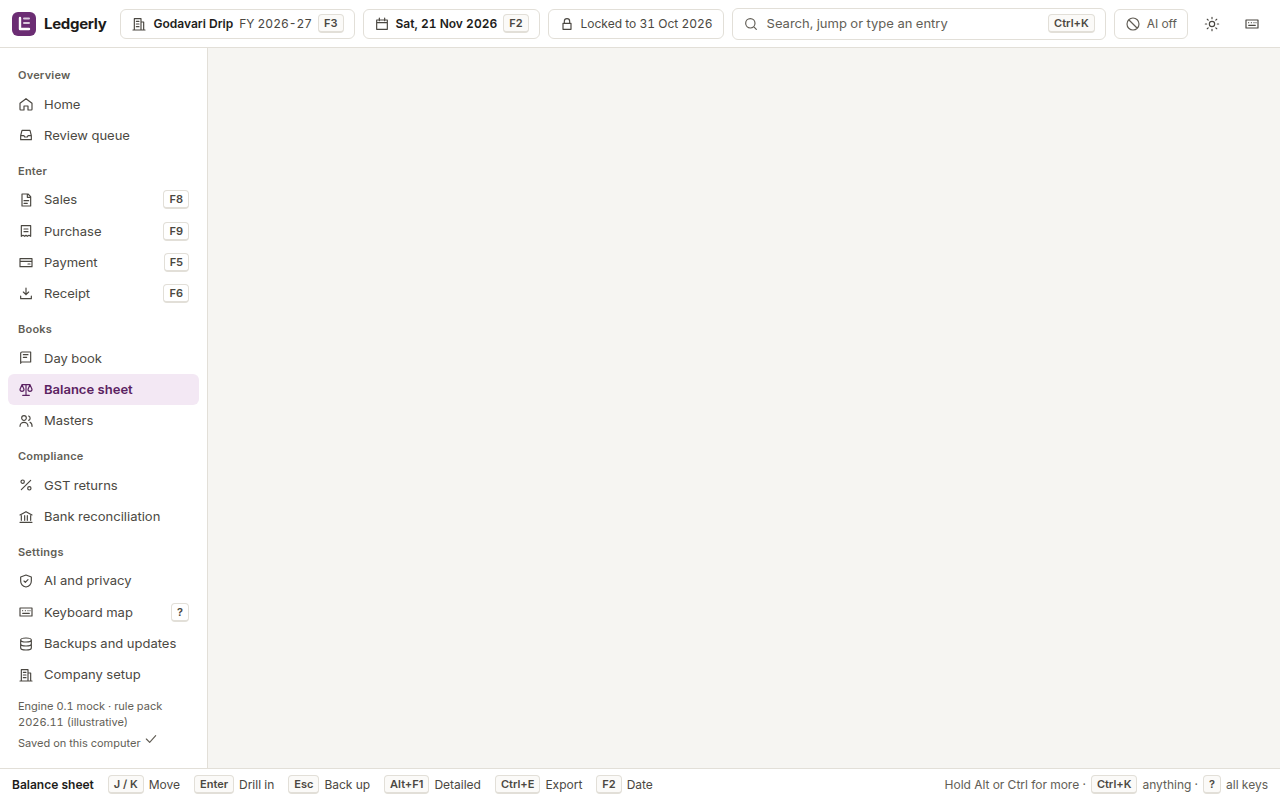 Ledgerly
Godavari Drip FY 2026-27 F3
Sat, 21 Nov 2026 F2
Locked to 31 Oct 2026
Search, jump or type an entry Ctrl+K
AI off
Overview
Home
Review queue
Enter
Sales F8
Purchase F9
Payment F5
Receipt F6
Books
Day book
Balance sheet
Masters
Compliance
GST returns
Bank reconciliation
Settings
AI and privacy
Keyboard map ?
Backups and updates
Company setup
Engine 0.1 mock · rule pack
2026.11 (illustrative)
Saved on this computer
Balance sheet J / K Move Enter Drill in Esc Back up Alt+F1 Detailed Ctrl+E Export F2 Date
Hold Alt or Ctrl for more · Ctrl+K anything · ? all keys